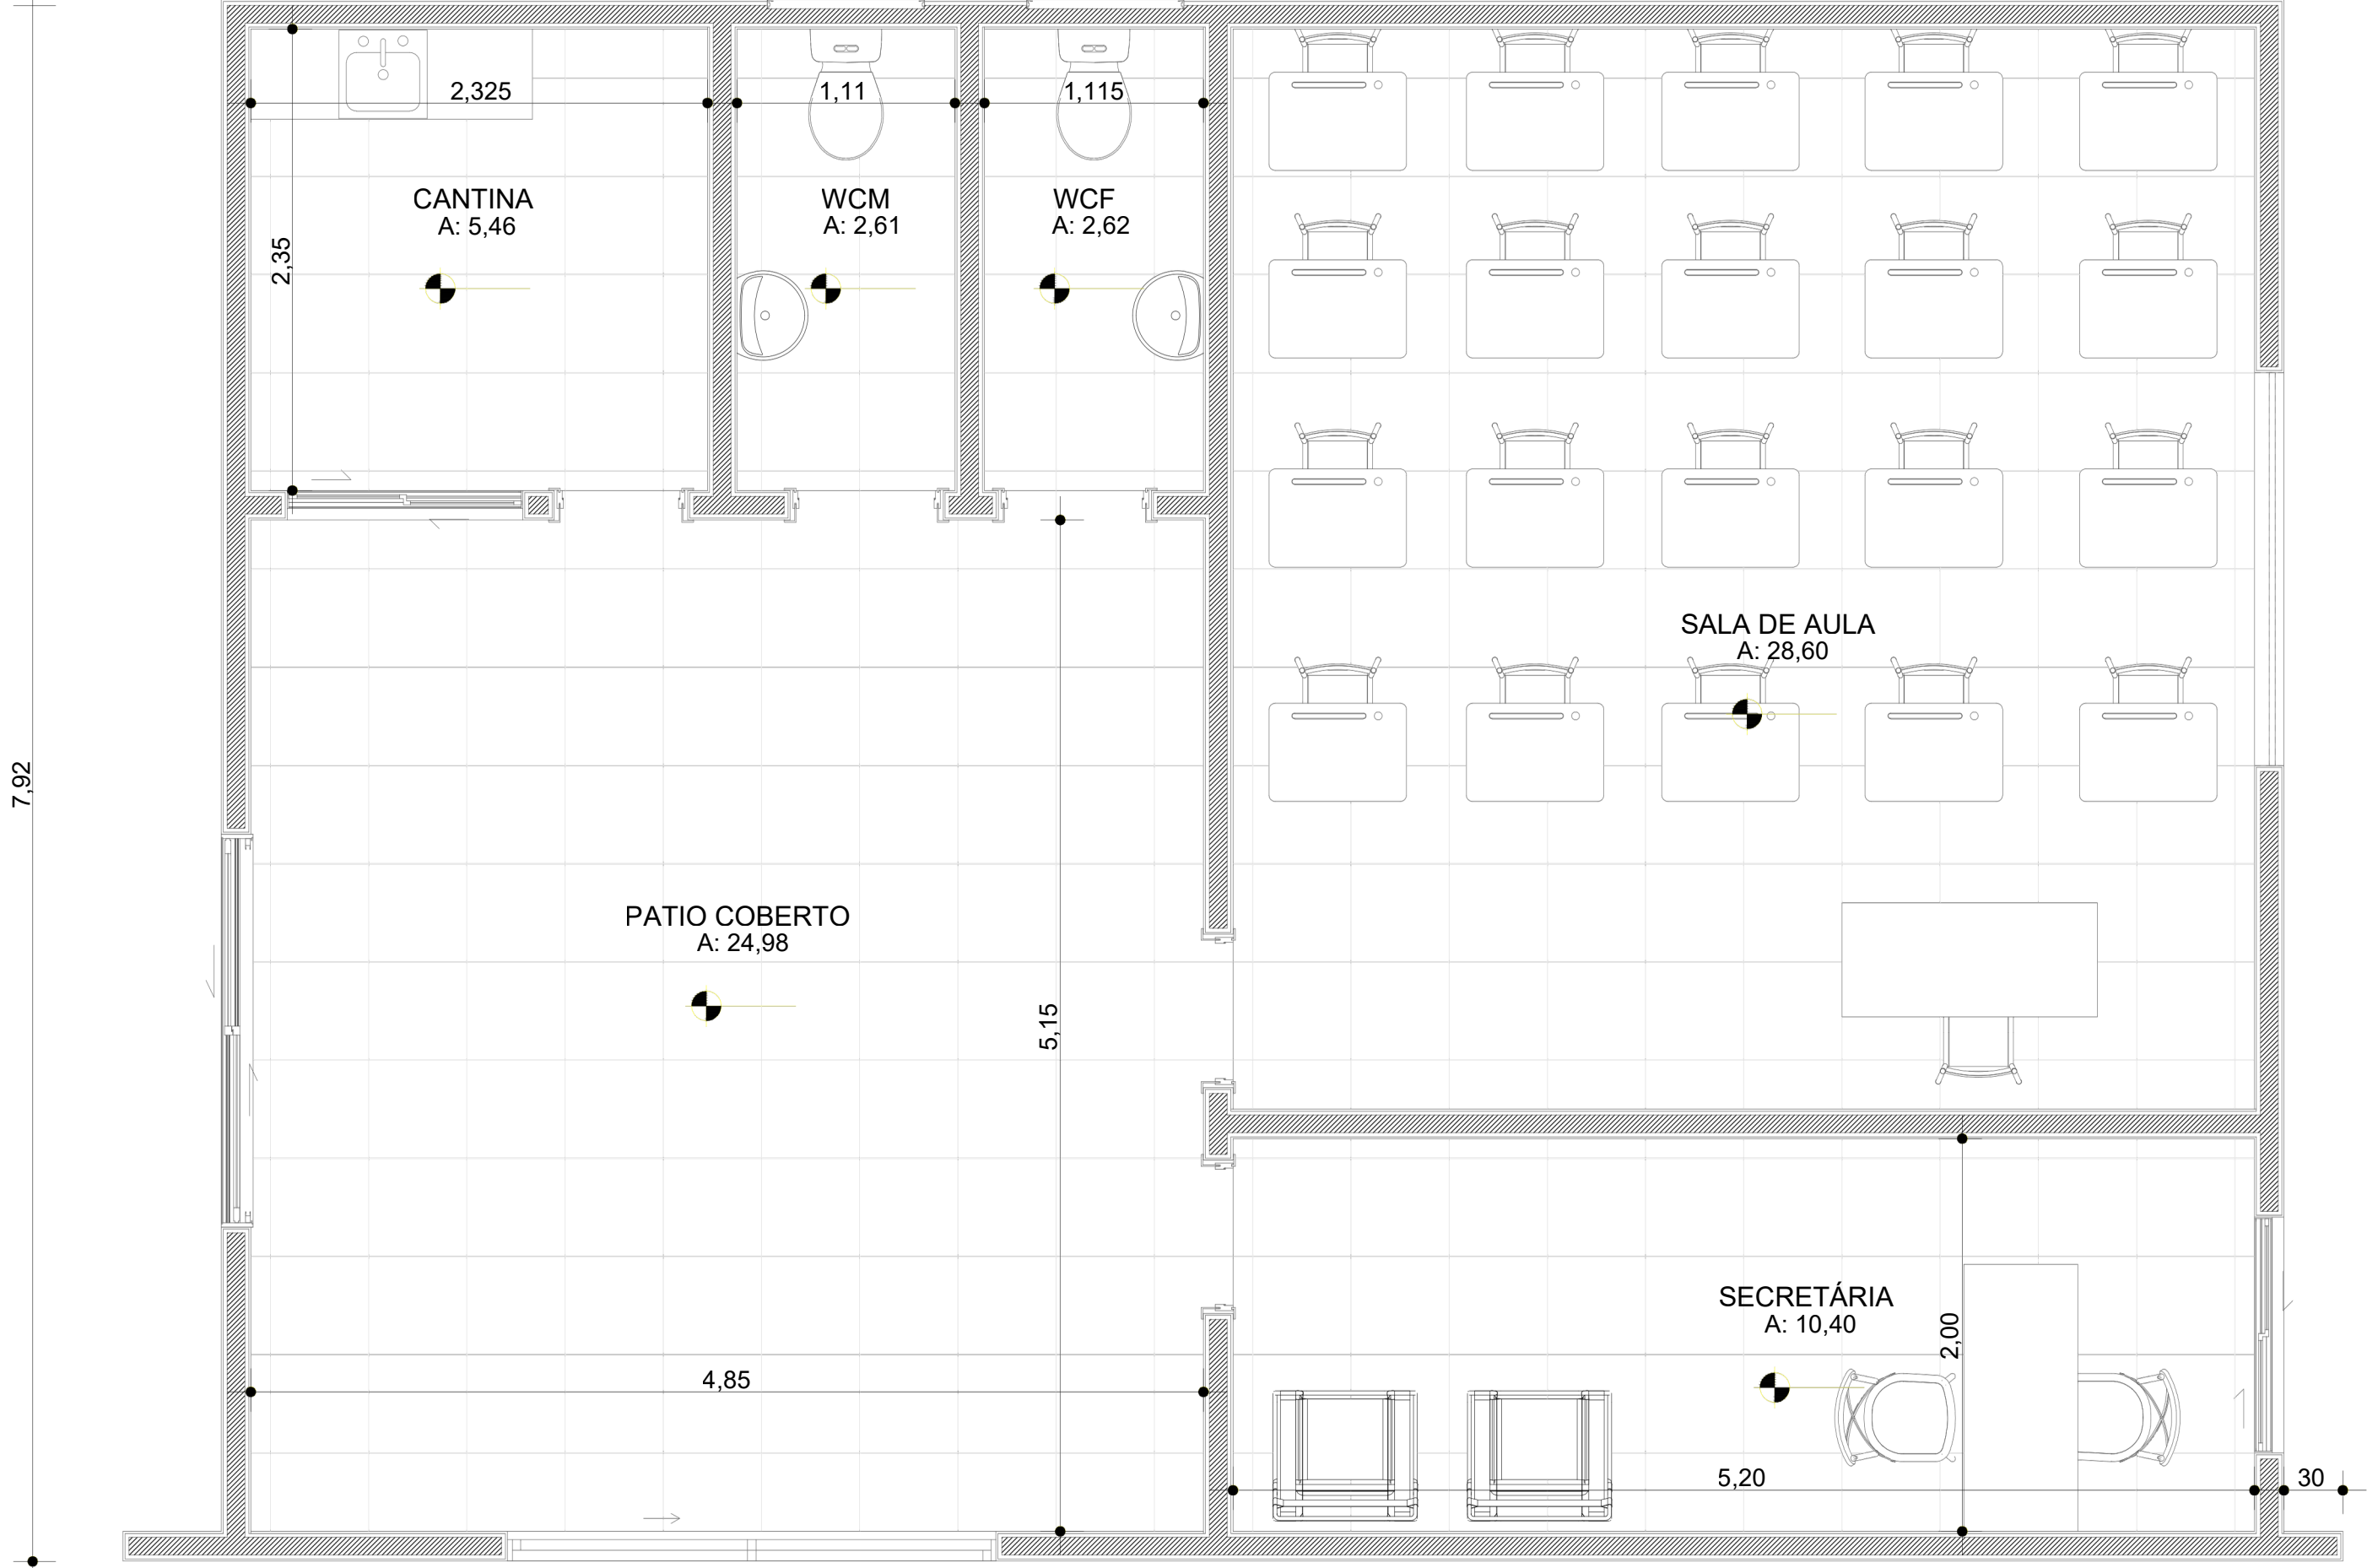 2,325
1,11
1,115
CANTINA
A: 5,46
WCM
A: 2,61
WCF
A: 2,62
2,35
SALA DE AULA
A: 28,60
7,92
PATIO COBERTO
A: 24,98
5,15
SECRETÁRIA
A: 10,40
2,00
4,85
5,20
30